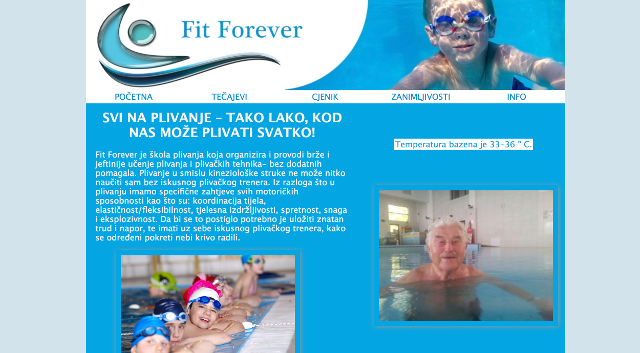 Fit Forever
POČETNA TEČAJEVI CJENIK ZANIMLJIVOSTI INFO
SVI NA PLIVANJE - TAKO LAKO, KOD
NAS MOŽE PLIVATI SVATKO!
Temperatura bazena je 33-36 ° C.
Fit Forever je škola plivanja koja organizira i provodi brže i
jeftinije učenje plivanja i plivačkih tehnika- bez dodatnih
pomagala. Plivanje u smislu kineziološke struke ne može nitko
naučiti sam bez iskusnog plivačkog trenera. Iz razloga što u
plivanju imamo specifične zahtjeve svih motoričkih
sposobnosti kao što su: koordinacija tijela,
elastičnost/fleksibilnost, tjelesna izdržljivosti, spretnost, snaga
i eksplozivnost. Da bi se to postiglo potrebno je uložiti znatan
trud i napor, te imati uz sebe iskusnog plivačkog trenera, kako
se određeni pokreti nebi krivo radili.